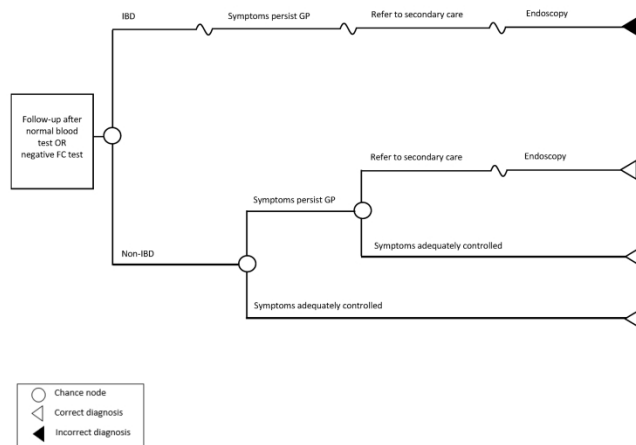 IBD
Symptoms persist GP
Refer to secondary care
Endoscopy
Follow-up after
normal blood
test OR
negative FC test
Refer to secondary care
Endoscopy
Symptoms persist GP
Symptoms adequately controlled
Non-IBD
Symptoms adequately controlled
Chance node
Correct diagnosis
Incorrect diagnosis